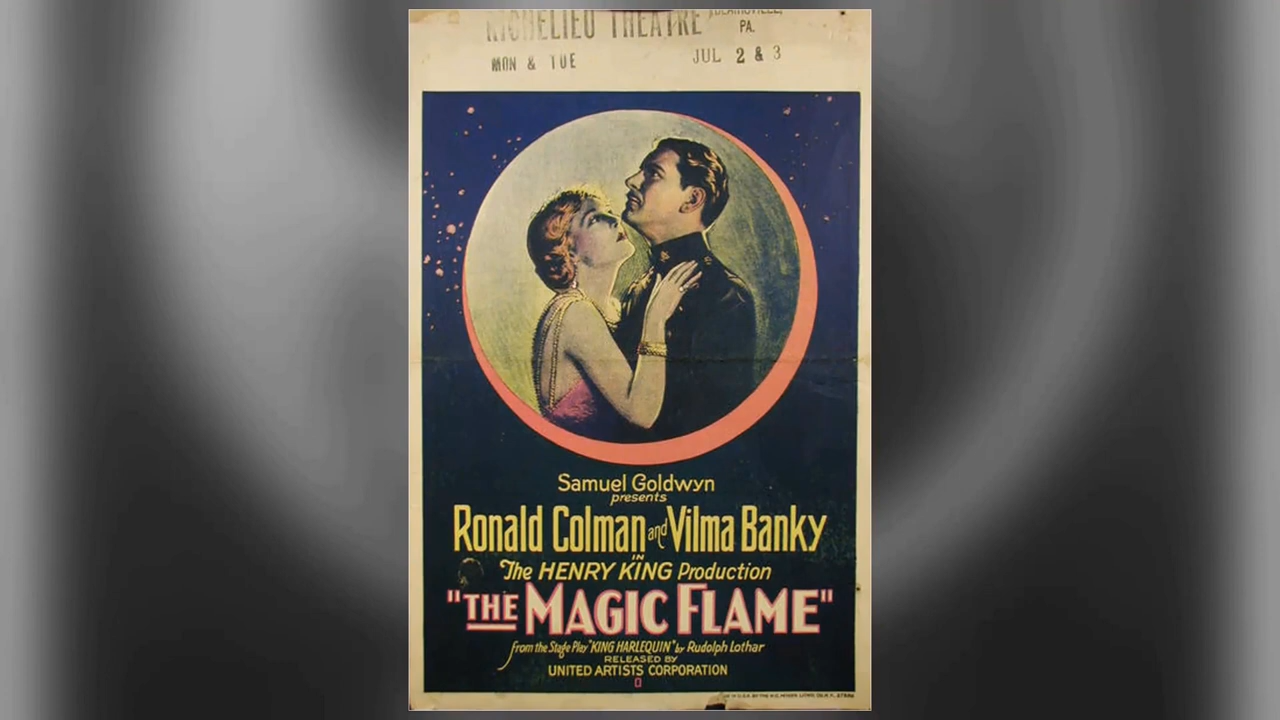 RICHELIEU THEATRE
PA.
MON & TUE JUL 2 & 3
Samuel Goldwyn
presents
Ronald Colman and Vilma Banky
IN
The HENRY KING Production
"THE MAGIC FLAME"
from the Stage Play "KING HARLEQUIN" by Rudolph Lothar
RELEASED BY
UNITED ARTISTS CORPORATION